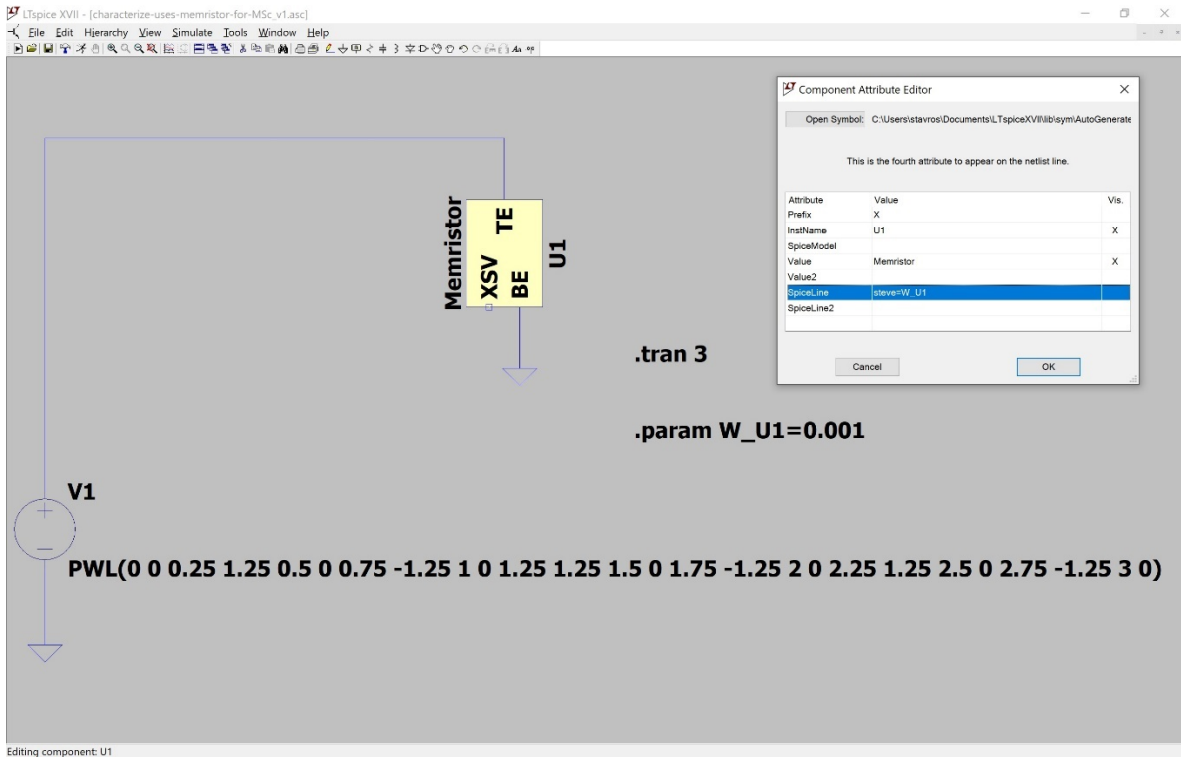 LTspice XVII - [characterize-uses-memristor-for-MSc_v1.asc]
File Edit Hierarchy View Simulate Tools Window Help
Component Attribute Editor
Open Symbol: C:\Users\stavros\Documents\LTspiceXVII\lib\sym\AutoGenerate
This is the fourth attribute to appear on the netlist line.
Attribute Value Vis.
Prefix X
InstName U1 X
SpiceModel
Value Memristor X
Value2
SpiceLine steve=W_U1
SpiceLine2
Cancel OK
Memristor
XSV
TE
BE
U1
.tran 3
.param W_U1=0.001
V1
PWL(0 0 0.25 1.25 0.5 0 0.75 -1.25 1 0 1.25 1.25 1.5 0 1.75 -1.25 2 0 2.25 1.25 2.5 0 2.75 -1.25 3 0)
Editing component: U1